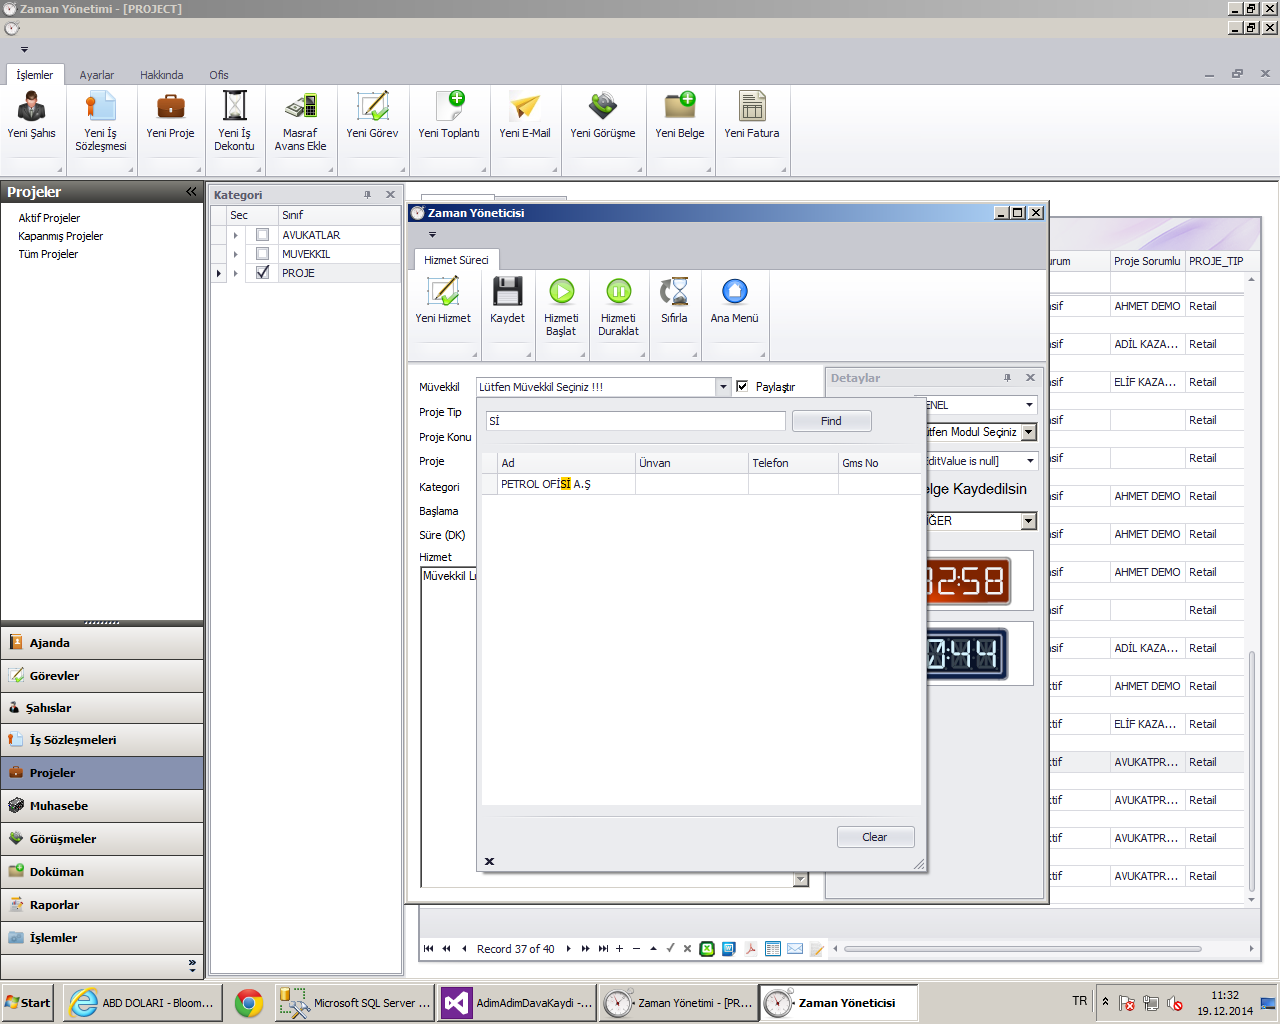 Zaman Yönetimi - [PROJECT]
İşlemler Ayarlar Hakkında Ofis
Yeni Şahıs
Yeni İş Sözleşmesi
Yeni Proje
Yeni İş Dekontu
Masraf Avans Ekle
Yeni Görev
Yeni Toplantı
Yeni E-Mail
Yeni Görüşme
Yeni Belge
Yeni Fatura
Projeler
Aktif Projeler
Kapanmış Projeler
Tüm Projeler
Ajanda
Görevler
Şahıslar
İş Sözleşmeleri
Projeler
Muhasebe
Görüşmeler
Doküman
Raporlar
İşlemler
Kategori
Sec Sınıf
AVUKATLAR
MUVEKKIL
PROJE
Zaman Yöneticisi
Hizmet Süreci
Yeni Hizmet
Kaydet
Hizmeti Başlat
Hizmeti Duraklat
Sıfırla
Ana Menü
Müvekkil Lütfen Müvekkil Seçiniz !!! Paylaştır
Proje Tip
Proje Konu
Proje
Kategori
Başlama
Süre (DK)
Hizmet
Müvekkil Lü
Sİ Find
Ad Ünvan Telefon Gms No
PETROL OFİSİ A.Ş
Clear
Detaylar
ENEL
ütfen Modul Seçiniz
EditValue is null]
elge Kaydedilsin
İĞER
2:58
0:44
urum Proje Sorumlu PROJE_TIP
sif AHMET DEMO Retail
sif ADİL KAZA... Retail
sif ELİF KAZA... Retail
sif Retail
sif Retail
sif AHMET DEMO Retail
sif AHMET DEMO Retail
sif AHMET DEMO Retail
sif Retail
sif ADİL KAZA... Retail
ktif AHMET DEMO Retail
ktif ELİF KAZA... Retail
ktif AVUKATPR... Retail
ktif AVUKATPR... Retail
ktif AVUKATPR... Retail
ktif AVUKATPR... Retail
Record 37 of 40
Start
ABD DOLARI - Bloom...
Microsoft SQL Server ...
AdimAdimDavaKaydi -...
Zaman Yönetimi - [PR...
Zaman Yöneticisi
TR
11:32
19.12.2014